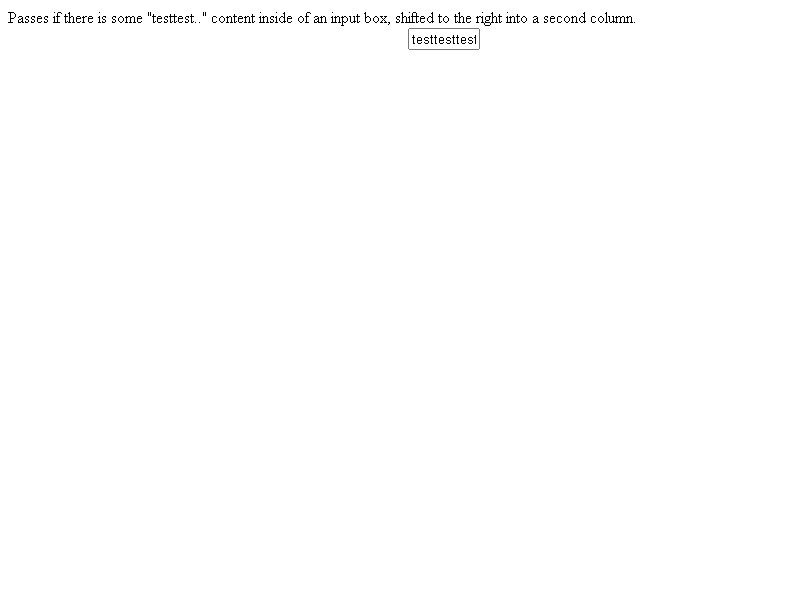 Passes if there is some "testtest.." content inside of an input box, shifted to the right into a second column.
testtesttest